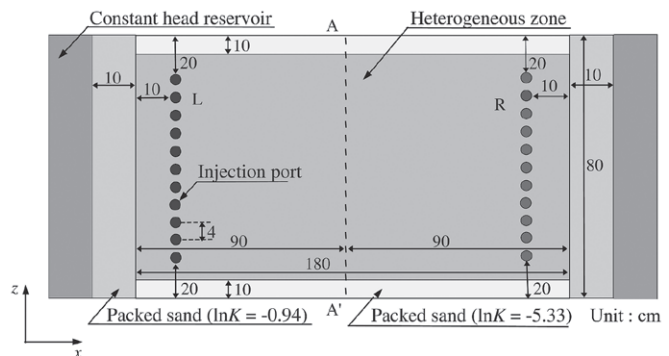 Constant head reservoir
A
Heterogeneous zone
10
20
20
10
10
10
10
L
R
Injection port
80
4
90
90
180
20
10
20
z
A'
Packed sand (lnK = -0.94)
Packed sand (lnK = -5.33)
Unit : cm
x